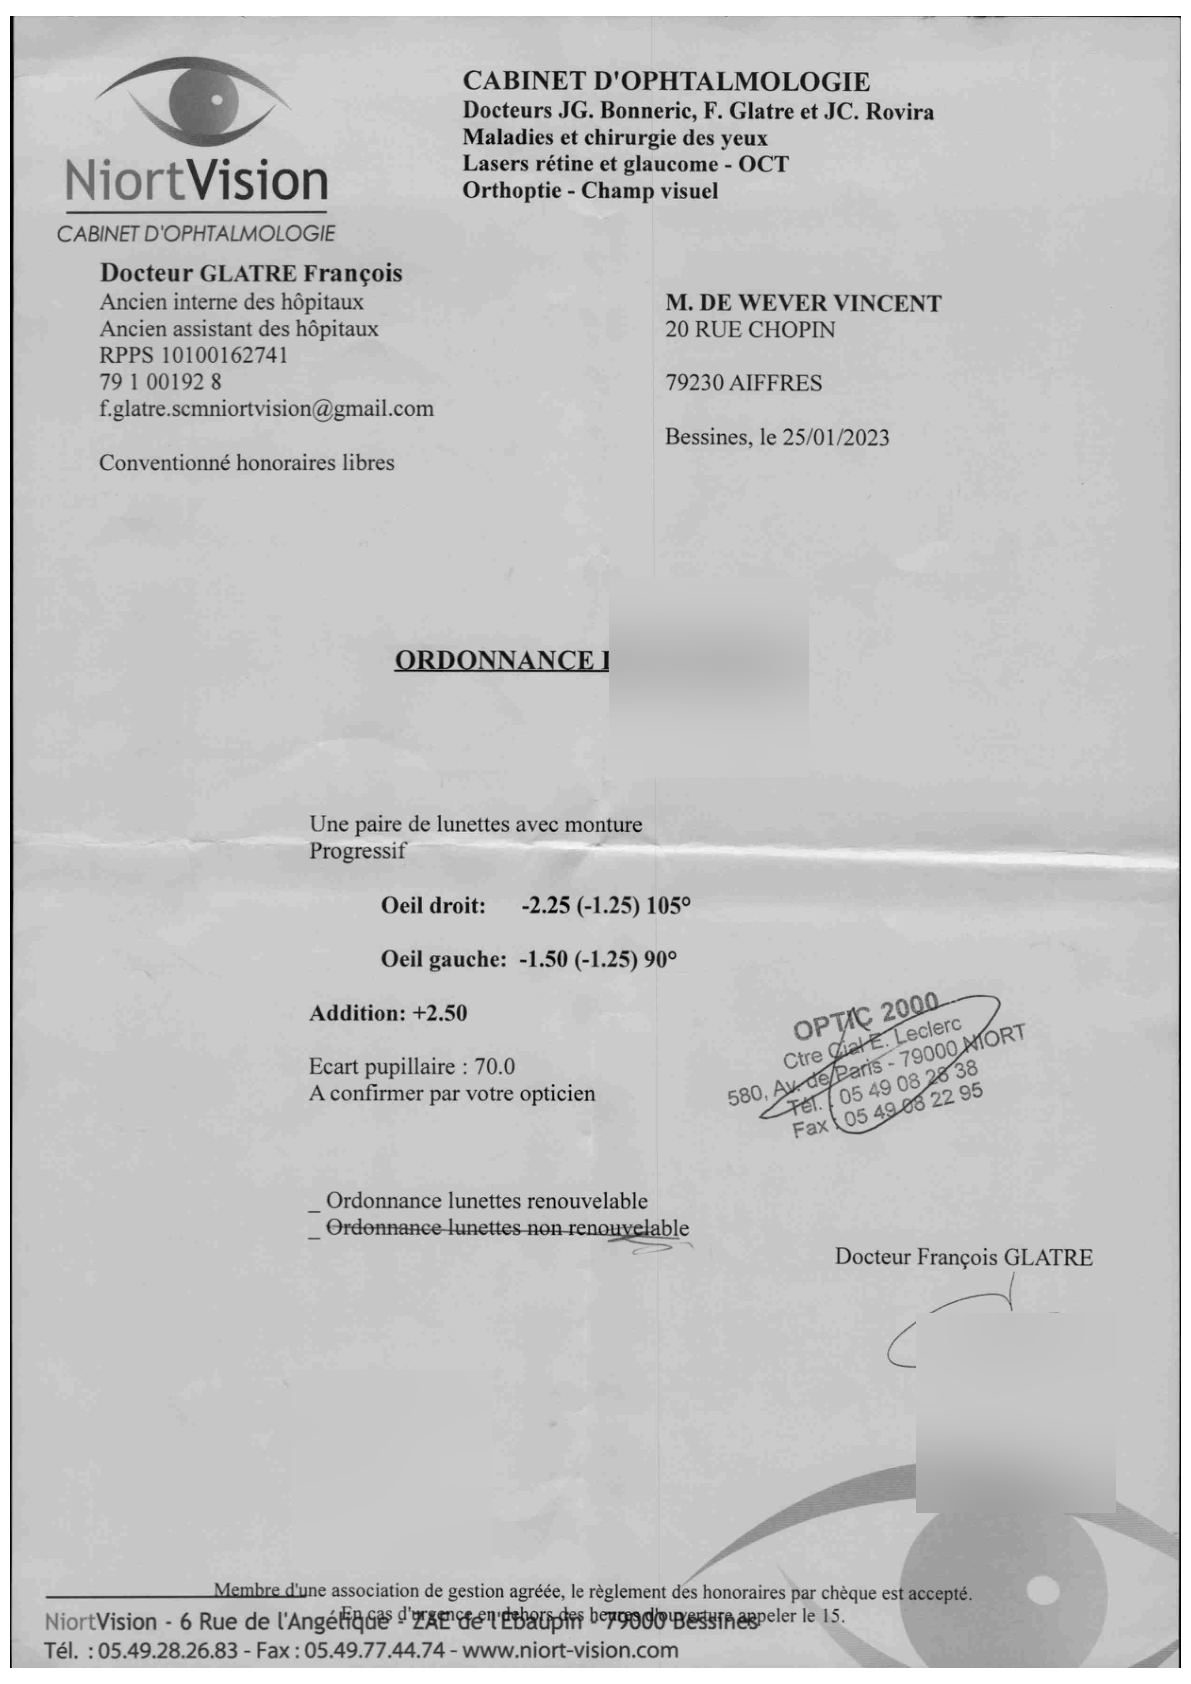 NiortVision
CABINET D'OPHTALMOLOGIE
CABINET D'OPHTALMOLOGIE
Docteurs JG. Bonneric, F. Glatre et JC. Rovira
Maladies et chirurgie des yeux
Lasers rétine et glaucome - OCT
Orthoptie - Champ visuel
Docteur GLATRE François
Ancien interne des hôpitaux
Ancien assistant des hôpitaux
RPPS 10100162741
79 1 00192 8
f.glatre.scmniortvision@gmail.com
Conventionné honoraires libres
M. DE WEVER VINCENT
20 RUE CHOPIN
79230 AIFFRES
Bessines, le 25/01/2023
ORDONNANCE
Une paire de lunettes avec monture
Progressif
Oeil droit: -2.25 (-1.25) 105°
Oeil gauche: -1.50 (-1.25) 90°
Addition: +2.50
Ecart pupillaire : 70.0
A confirmer par votre opticien
OPTIC 2000
Ctre Cial E. Leclerc
580, Av. de Paris - 79000 NIORT
Tél. : 05 49 08 28 38
Fax : 05 49 08 22 95
_ Ordonnance lunettes renouvelable
_ Ordonnance lunettes non renouvelable
Docteur François GLATRE
Membre d'une association de gestion agréée, le règlement des honoraires par chèque est accepté.
En cas d'urgence en dehors des heures d'ouverture appeler le 15.
NiortVision - 6 Rue de l'Angélique - ZAE de l'Ebaupin - 79000 Bessines
Tél. : 05.49.28.26.83 - Fax : 05.49.77.44.74 - www.niort-vision.com